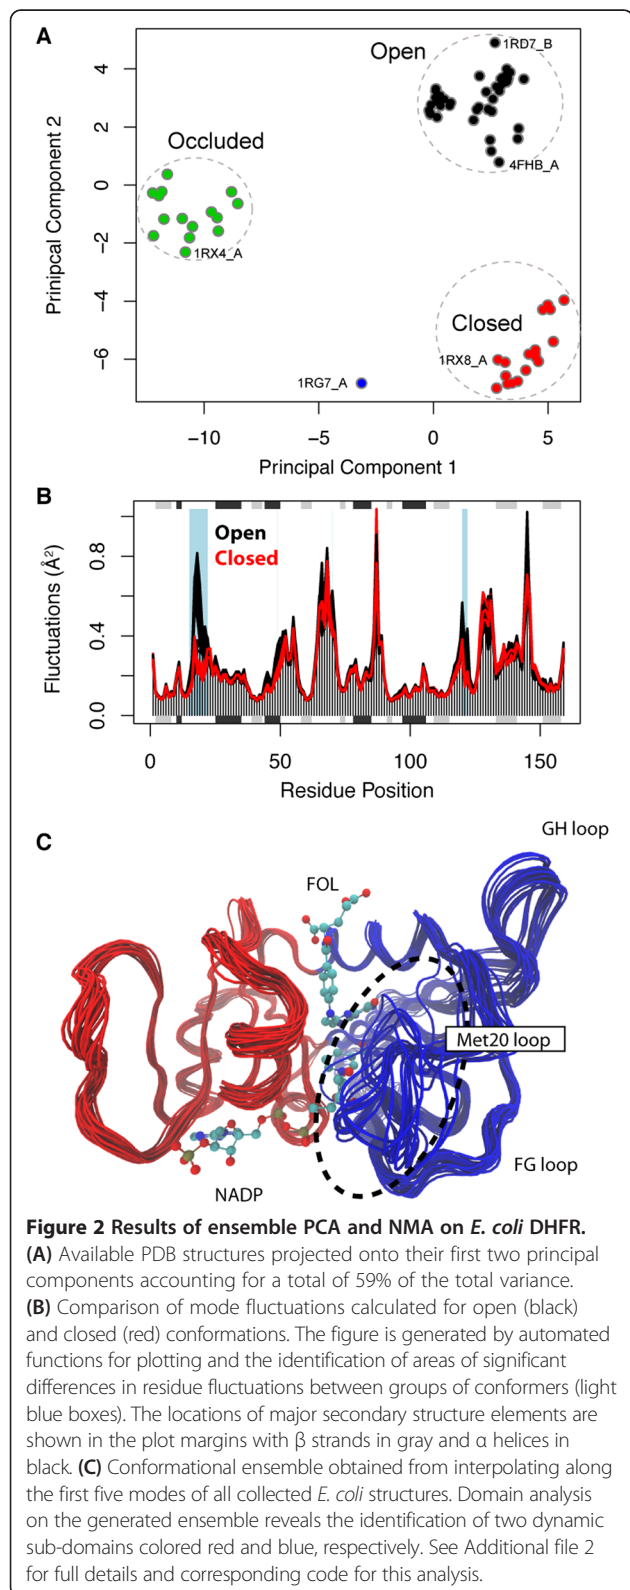 A
Open
1RD7_B
4FHB_A
Occluded
1RX4_A
Closed
1RX8_A
1RG7_A
Prinipcal Component 2
4
2
0
−2
−4
−6
−10
−5
0
5
Principal Component 1
B
Open
Closed
Fluctuations (Å²)
0.8
0.4
0.0
0
50
100
150
Residue Position
C
GH loop
FOL
Met20 loop
FG loop
NADP
Figure 2 Results of ensemble PCA and NMA on E. coli DHFR.
(A) Available PDB structures projected onto their first two principal
components accounting for a total of 59% of the total variance.
(B) Comparison of mode fluctuations calculated for open (black)
and closed (red) conformations. The figure is generated by automated
functions for plotting and the identification of areas of significant
differences in residue fluctuations between groups of conformers (light
blue boxes). The locations of major secondary structure elements are
shown in the plot margins with β strands in gray and α helices in
black. (C) Conformational ensemble obtained from interpolating along
the first five modes of all collected E. coli structures. Domain analysis
on the generated ensemble reveals the identification of two dynamic
sub-domains colored red and blue, respectively. See Additional file 2
for full details and corresponding code for this analysis.